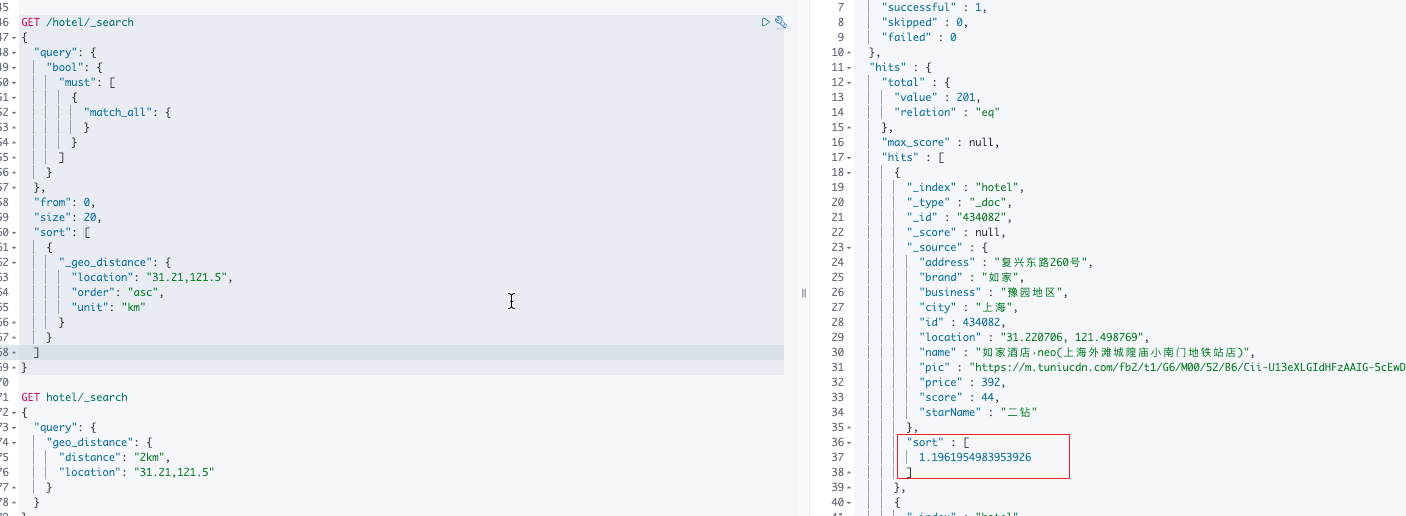 45
46 GET /hotel/_search
47 {
48 "query": {
49 "bool": {
50 "must": [
51 {
52 "match_all": {
53 }
54 }
55 ]
56 }
57 },
58 "from": 0,
59 "size": 20,
60 "sort": [
61 {
62 "_geo_distance": {
63 "location": "31.21,121.5",
64 "order": "asc",
65 "unit": "km"
66 }
67 }
68 ]
69 }
70
71 GET hotel/_search
72 {
73 "query": {
74 "geo_distance": {
75 "distance": "2km",
76 "location": "31.21,121.5"
77 }
78 }
7 "successful" : 1,
8 "skipped" : 0,
9 "failed" : 0
10 },
11 "hits" : {
12 "total" : {
13 "value" : 201,
14 "relation" : "eq"
15 },
16 "max_score" : null,
17 "hits" : [
18 {
19 "_index" : "hotel",
20 "_type" : "_doc",
21 "_id" : "434082",
22 "_score" : null,
23 "_source" : {
24 "address" : "复兴东路260号",
25 "brand" : "如家",
26 "business" : "豫园地区",
27 "city" : "上海",
28 "id" : 434082,
29 "location" : "31.220706, 121.498769",
30 "name" : "如家酒店·neo(上海外滩城隍庙小南门地铁站店)",
31 "pic" : "https://m.tuniucdn.com/fb2/t1/G6/M00/52/B6/Cii-U13eXLGIdHFzAAIG-5cEwD
32 "price" : 392,
33 "score" : 44,
34 "starName" : "二钻"
35 },
36 "sort" : [
37 1.1961954983953926
38 ]
39 },
40 {